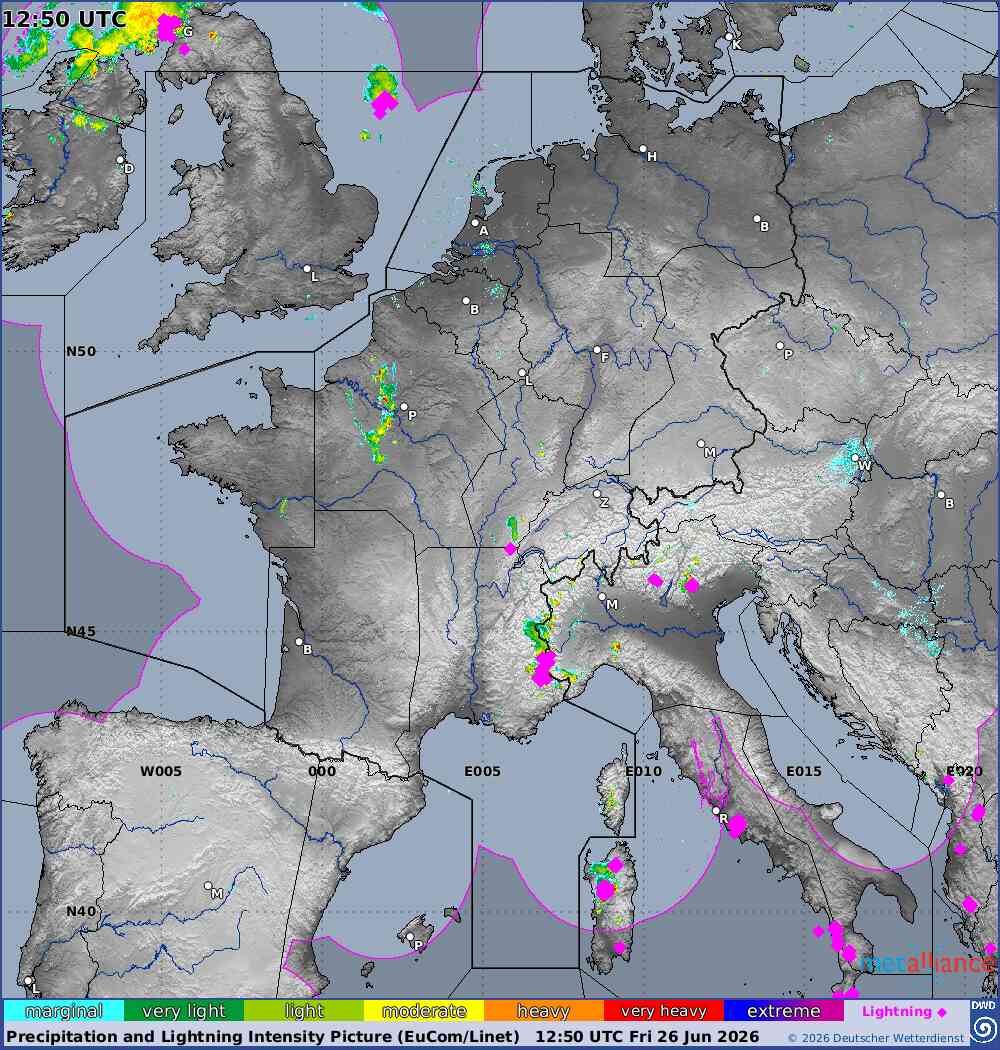 12:50 UTC
G
K
D
H
A
B
L
B
N50
F
P
L
P
M
W
Z
B
M
N45
B
W005
000
E005
E010
E015
E020
R
M
N40
P
metalliance
L
marginal
very light
light
moderate
heavy
very heavy
extreme
Lightning
DWD
Precipitation and Lightning Intensity Picture (EuCom/Linet) 12:50 UTC Fri 26 Jun 2026 © 2026 Deutscher Wetterdienst